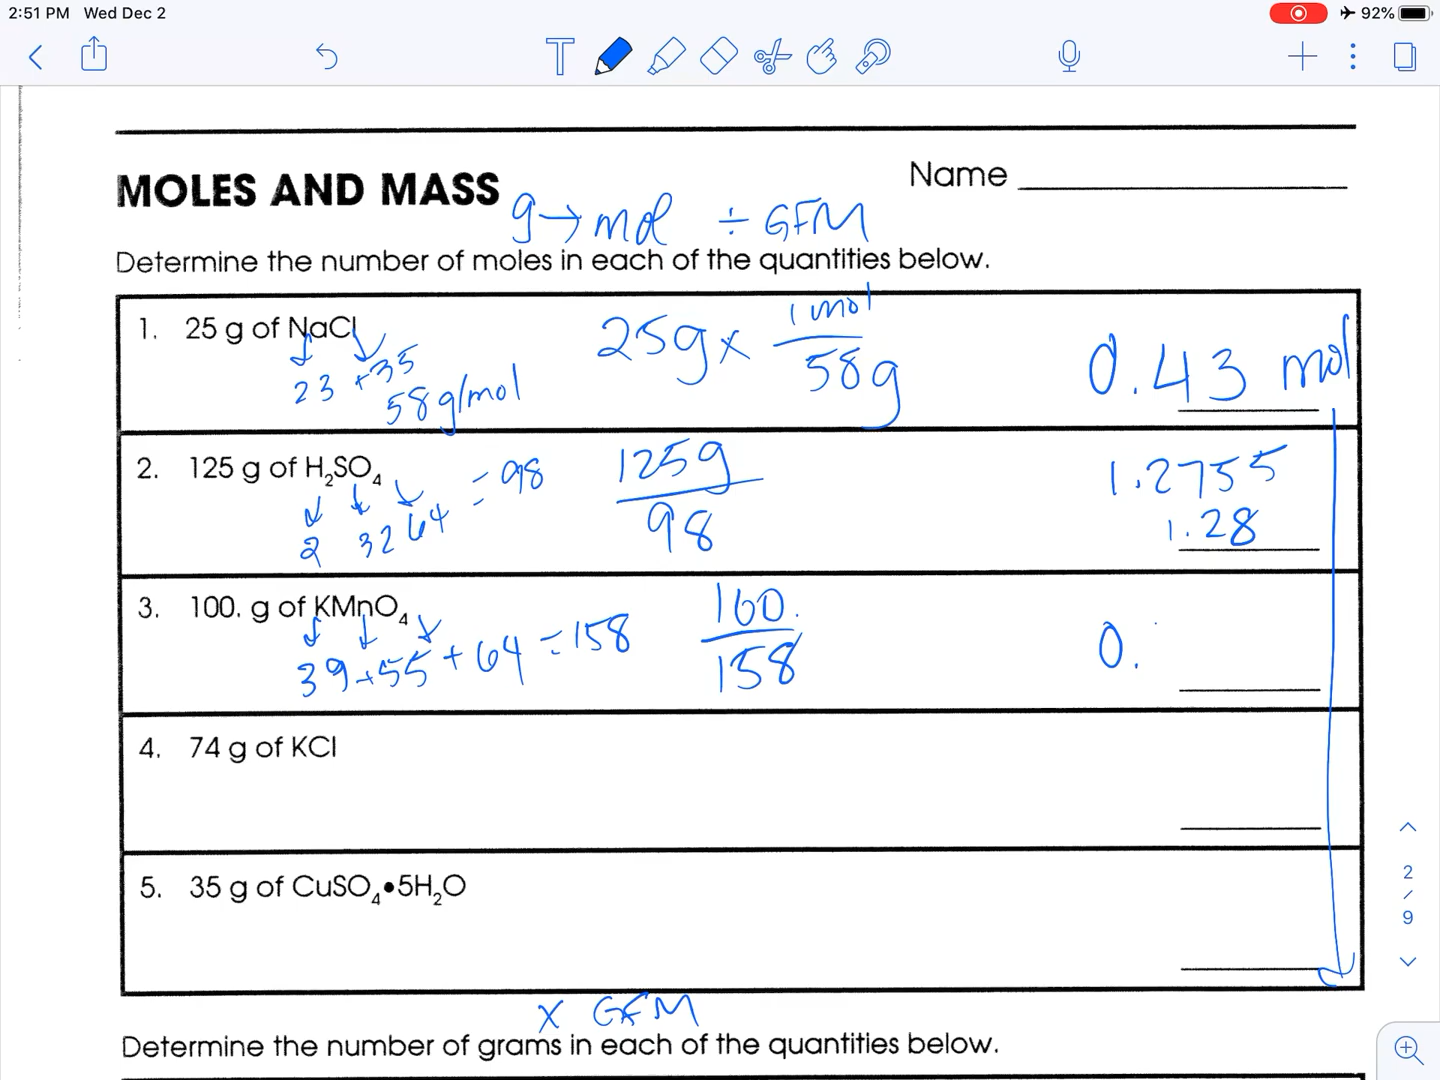 2:51 PM Wed Dec 2
92%
T
MOLES AND MASS
Name
g → mol ÷ GFM
Determine the number of moles in each of the quantities below.
1. 25 g of NaCl
23 + 35
58 g/mol
25g x 1 mol
58g
0.43 mol
2. 125 g of H₂SO₄
2 32 64 = 98
125g
98
1.2755
1.28
3. 100. g of KMnO₄
39 + 55 + 64 = 158
100.
158
0.
4. 74 g of KCl
5. 35 g of CuSO₄•5H₂O
2
/
9
x GFM
Determine the number of grams in each of the quantities below.